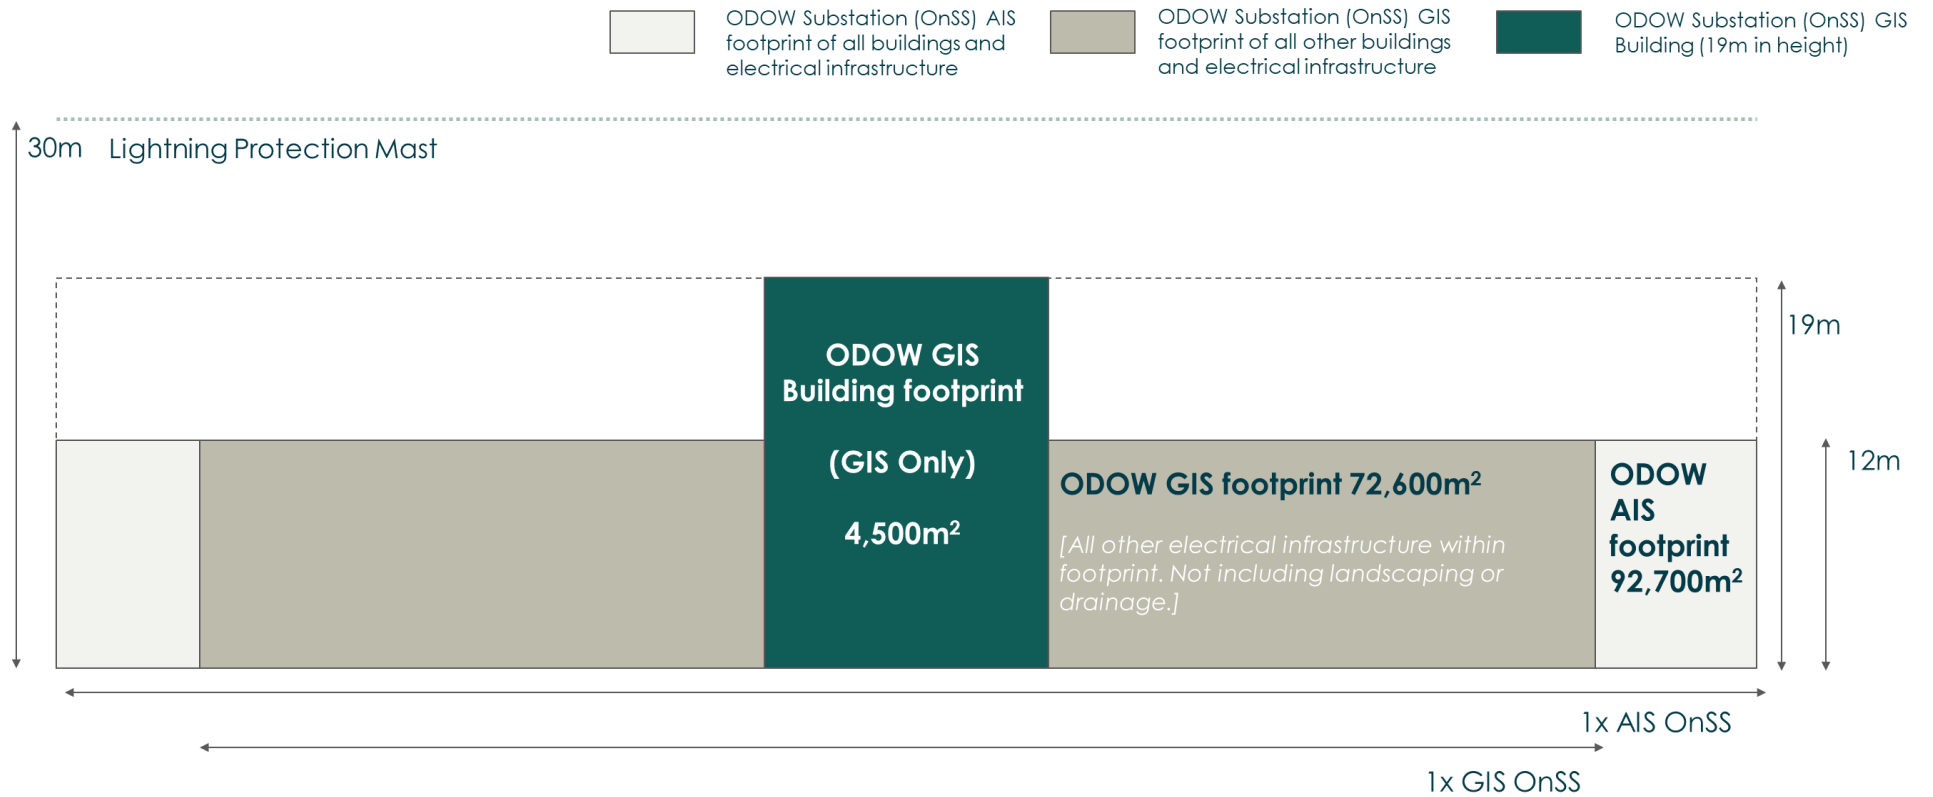 ODOW Substation (OnSS) AIS
footprint of all buildings and
electrical infrastructure
ODOW Substation (OnSS) GIS
footprint of all other buildings
and electrical infrastructure
ODOW Substation (OnSS) GIS
Building (19m in height)
30m Lightning Protection Mast
19m
12m
ODOW GIS
Building footprint
(GIS Only)
4,500m²
ODOW GIS footprint 72,600m²
[All other electrical infrastructure within
footprint. Not including landscaping or
drainage.]
ODOW
AIS
footprint
92,700m²
1x AIS OnSS
1x GIS OnSS